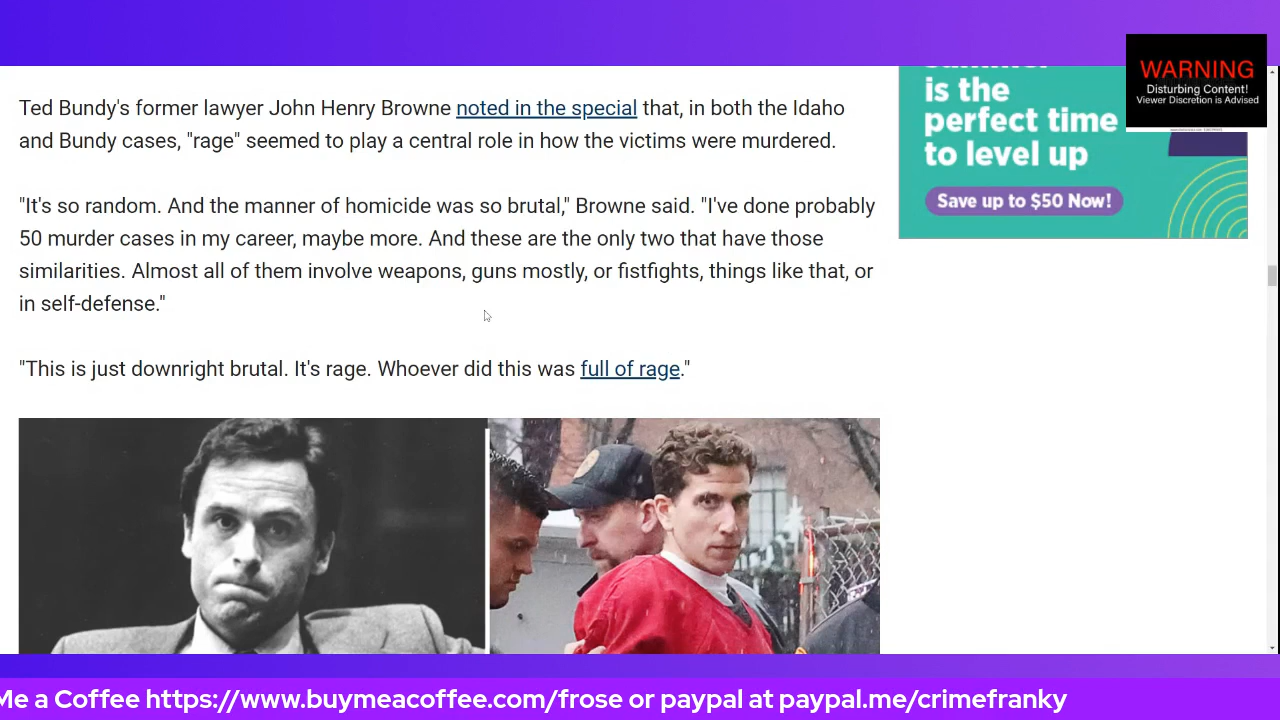 WARNING
Disturbing Content!
Viewer Discretion is Advised
is the
perfect time
to level up
Save up to $50 Now!
Ted Bundy's former lawyer John Henry Browne noted in the special that, in both the Idaho
and Bundy cases, "rage" seemed to play a central role in how the victims were murdered.
"It's so random. And the manner of homicide was so brutal," Browne said. "I've done probably
50 murder cases in my career, maybe more. And these are the only two that have those
similarities. Almost all of them involve weapons, guns mostly, or fistfights, things like that, or
in self-defense."
"This is just downright brutal. It's rage. Whoever did this was full of rage."
Me a Coffee https://www.buymeacoffee.com/frose or paypal at paypal.me/crimefranky